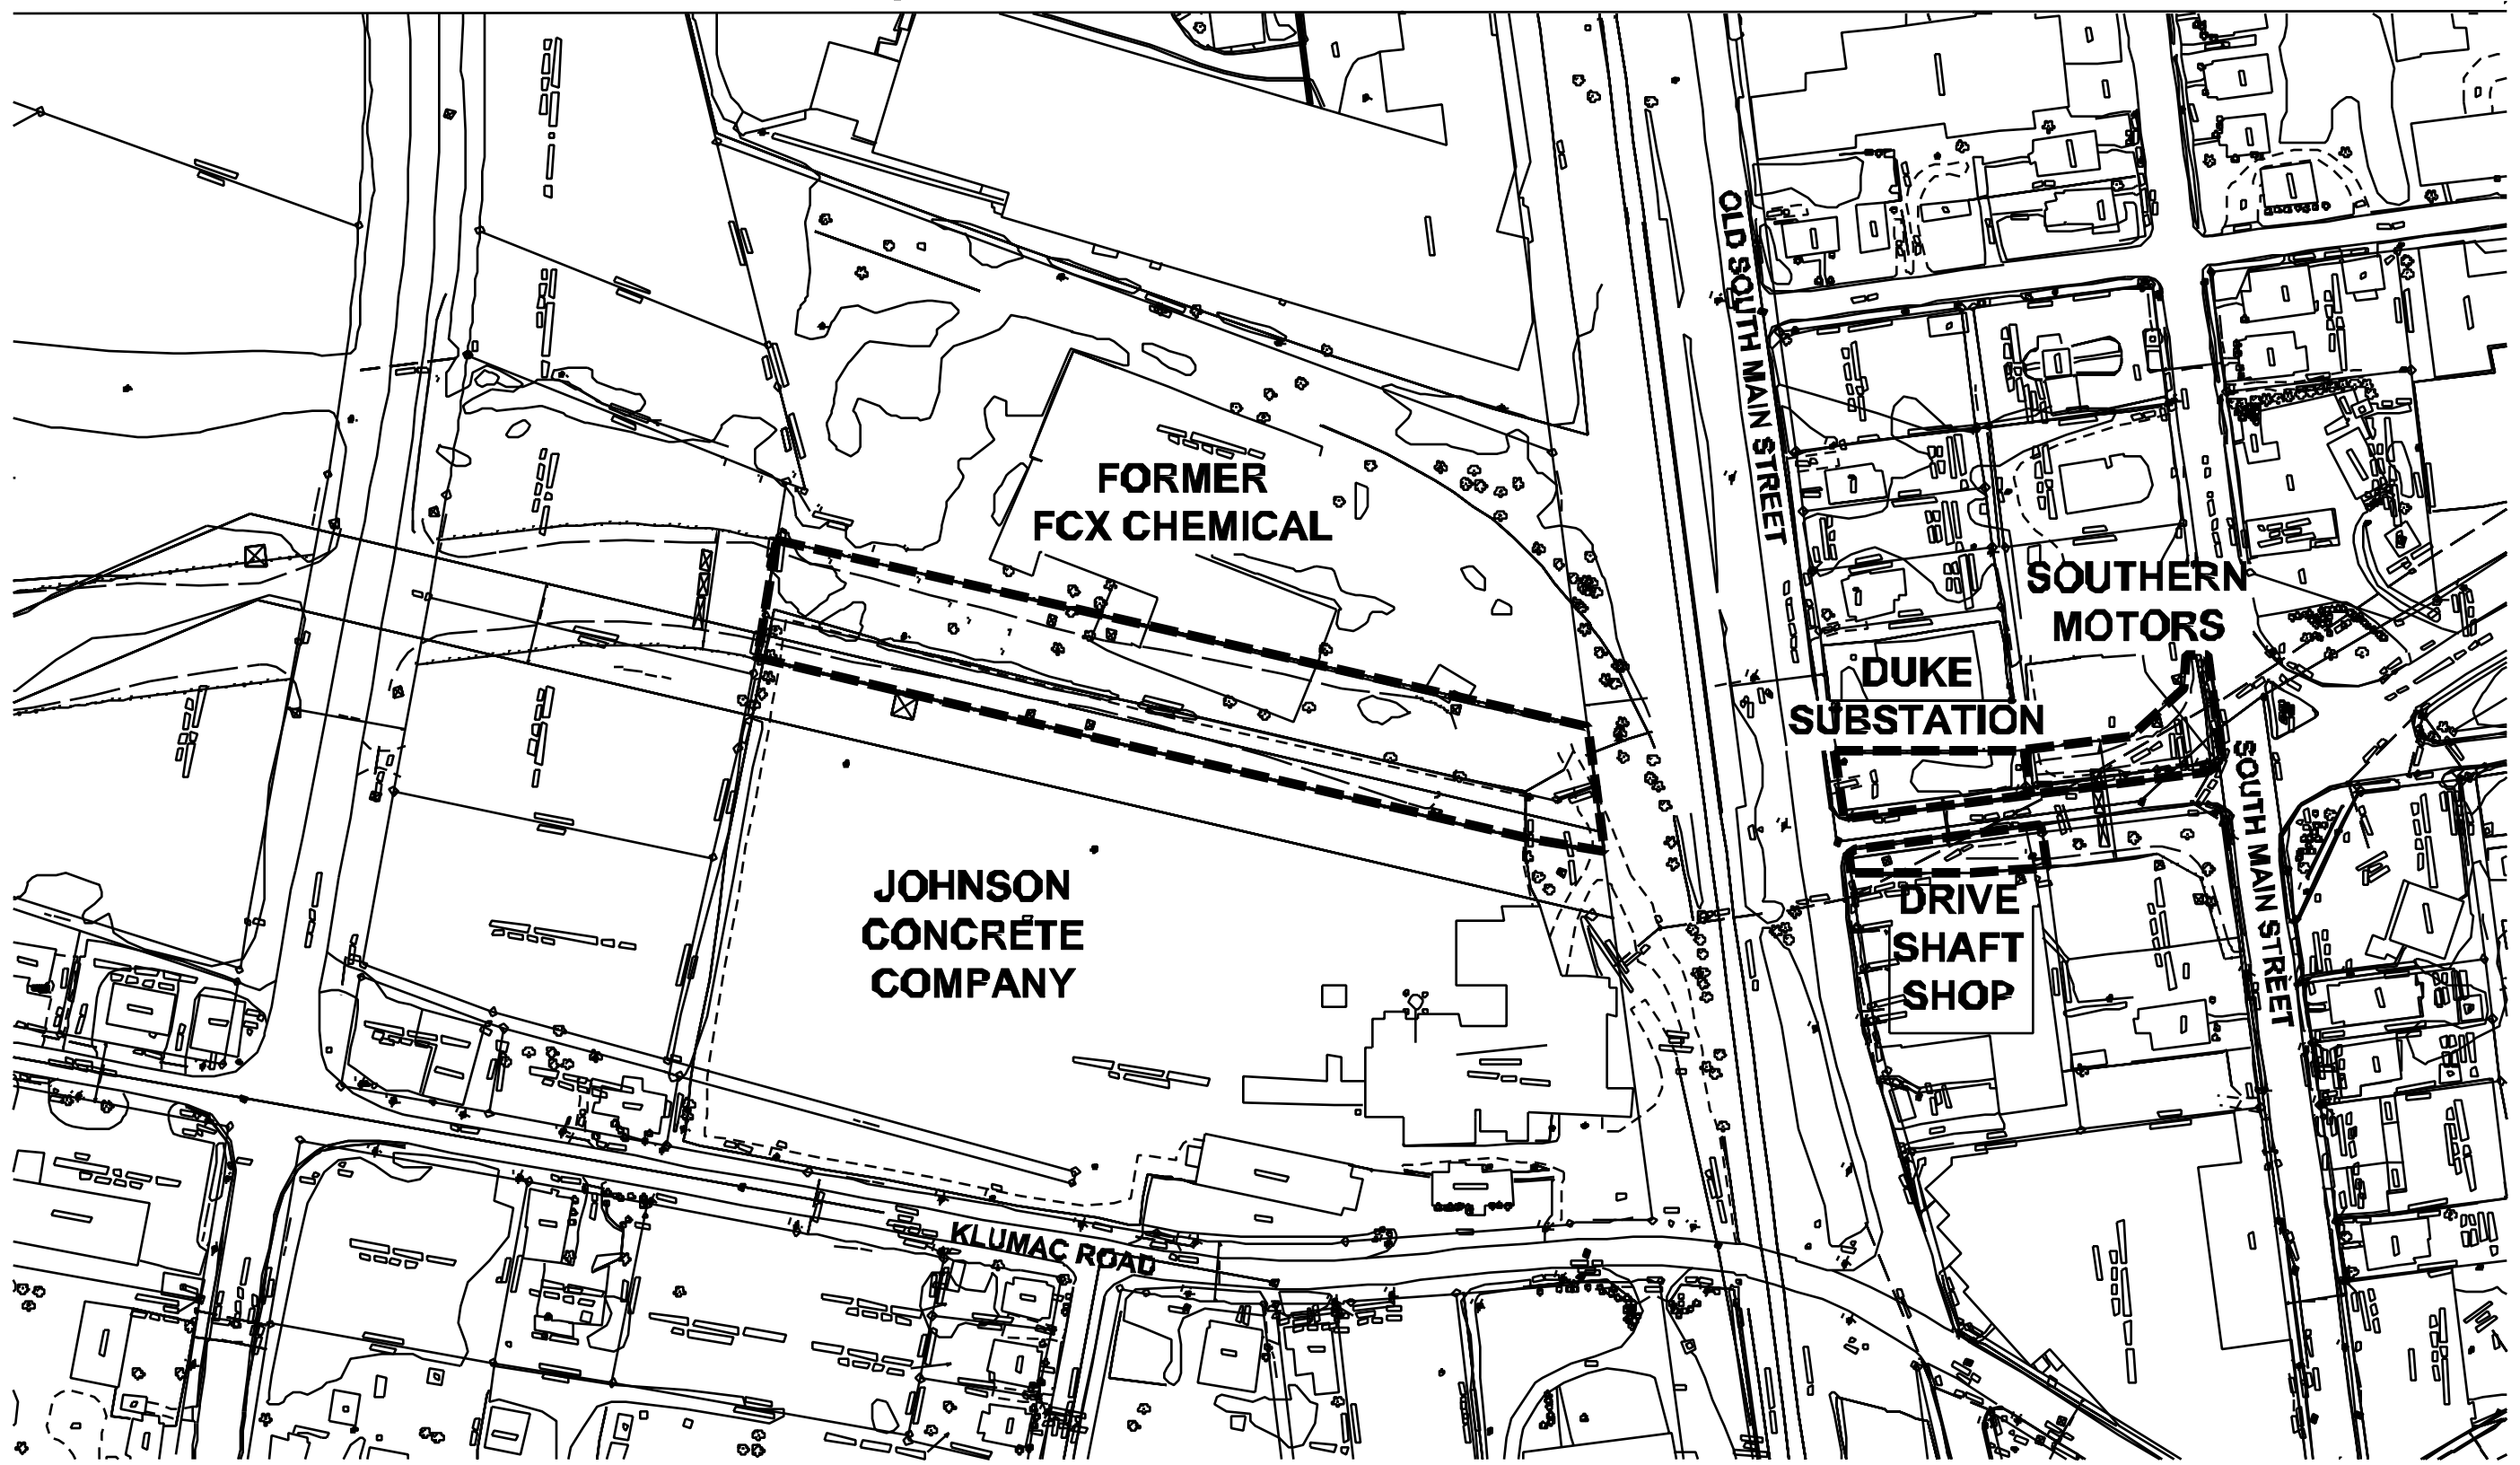 OLD SOUTH MAIN STREET
FORMER
FCX CHEMICAL
SOUTHERN
MOTORS
DUKE
SUBSTATION
SOUTH MAIN STREET
JOHNSON
CONCRETE
COMPANY
DRIVE
SHAFT
SHOP
KLUMAC ROAD